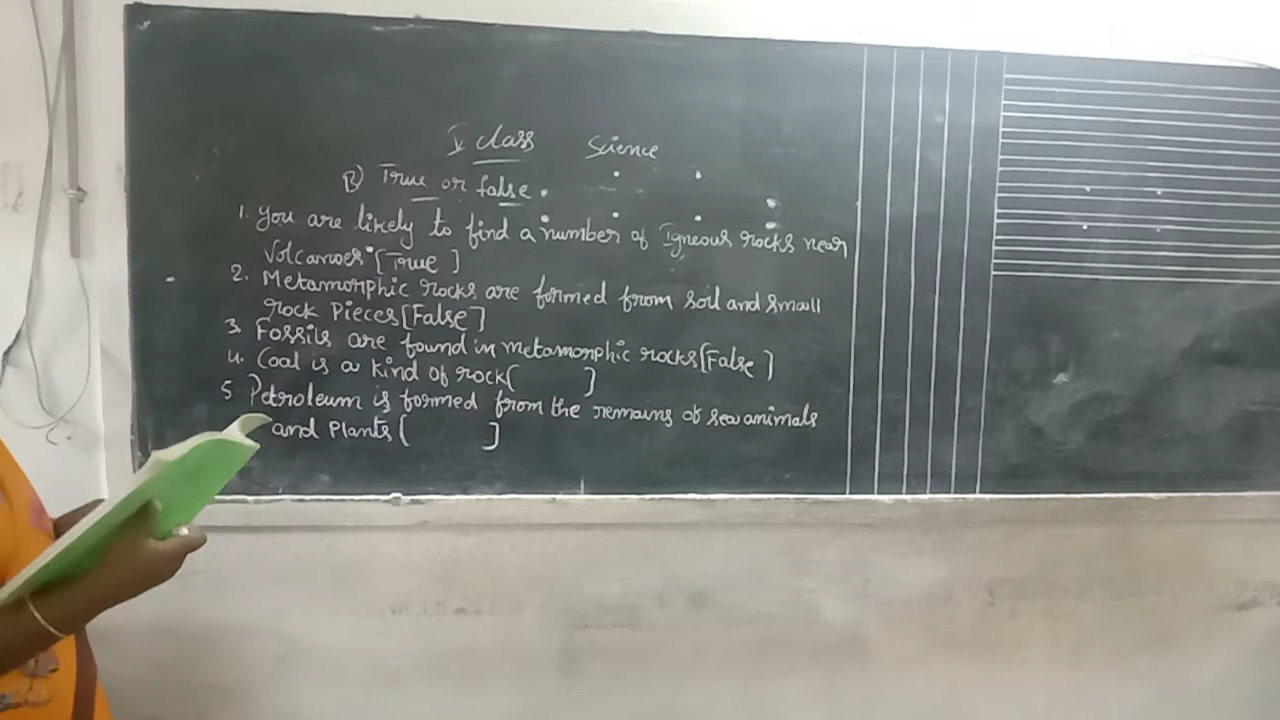 V class Science
B) True or false.
1. You are likely to find a number of Igneous rocks near
Volcanoes [True ]
2. Metamorphic rocks are formed from soil and small
rock Pieces [False ]
3. Fossils are found in metamorphic rocks [False ]
4. Coal is a kind of rock( ]
5. Petroleum is formed from the remains of sea animals
and Plants ( ]